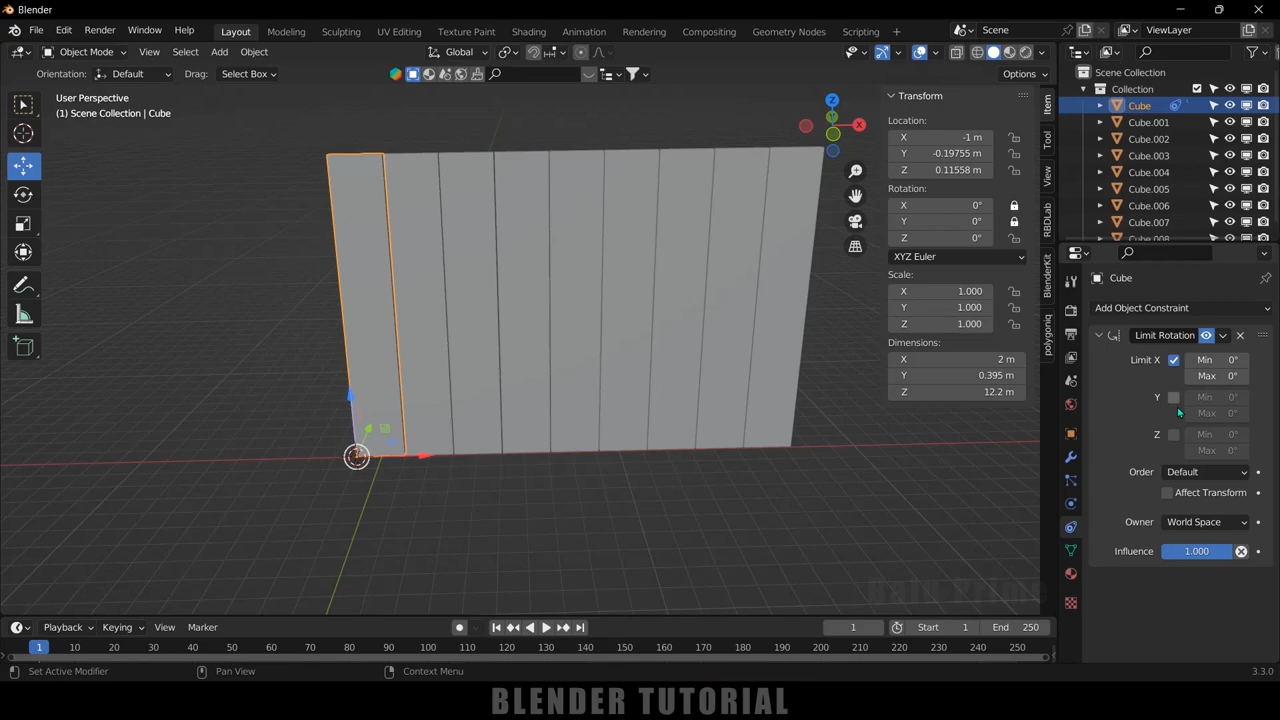 Blender
File Edit Render Window Help Layout Modeling Sculpting UV Editing Texture Paint Shading Animation Rendering Compositing Geometry Nodes Scripting + Scene ViewLayer
Object Mode View Select Add Object Global
Orientation: Default Drag: Select Box Options
User Perspective
(1) Scene Collection | Cube
Z
Y
X
Transform
Location:
X -1 m
Y -0.19755 m
Z 0.11558 m
Rotation:
X 0°
Y 0°
Z 0°
XYZ Euler
Scale:
X 1.000
Y 1.000
Z 1.000
Dimensions:
X 2 m
Y 0.395 m
Z 12.2 m
Item
Tool
View
RBDLab
BlenderKit
polygoniq
Scene Collection
Collection
Cube
Cube.001
Cube.002
Cube.003
Cube.004
Cube.005
Cube.006
Cube.007
Cube.008
Cube
Add Object Constraint
Limit Rotation
Limit X Min 0°
Max 0°
Y Min 0°
Max 0°
Z Min 0°
Max 0°
Order Default
Affect Transform
Owner World Space
Influence 1.000
Playback Keying View Marker 1 Start 1 End 250
1 10 20 30 40 50 60 70 80 90 100 110 120 130 140 150 160 170 180 190 200 210 220 230 240 250
Set Active Modifier Pan View Context Menu 3.3.0
BLENDER TUTORIAL